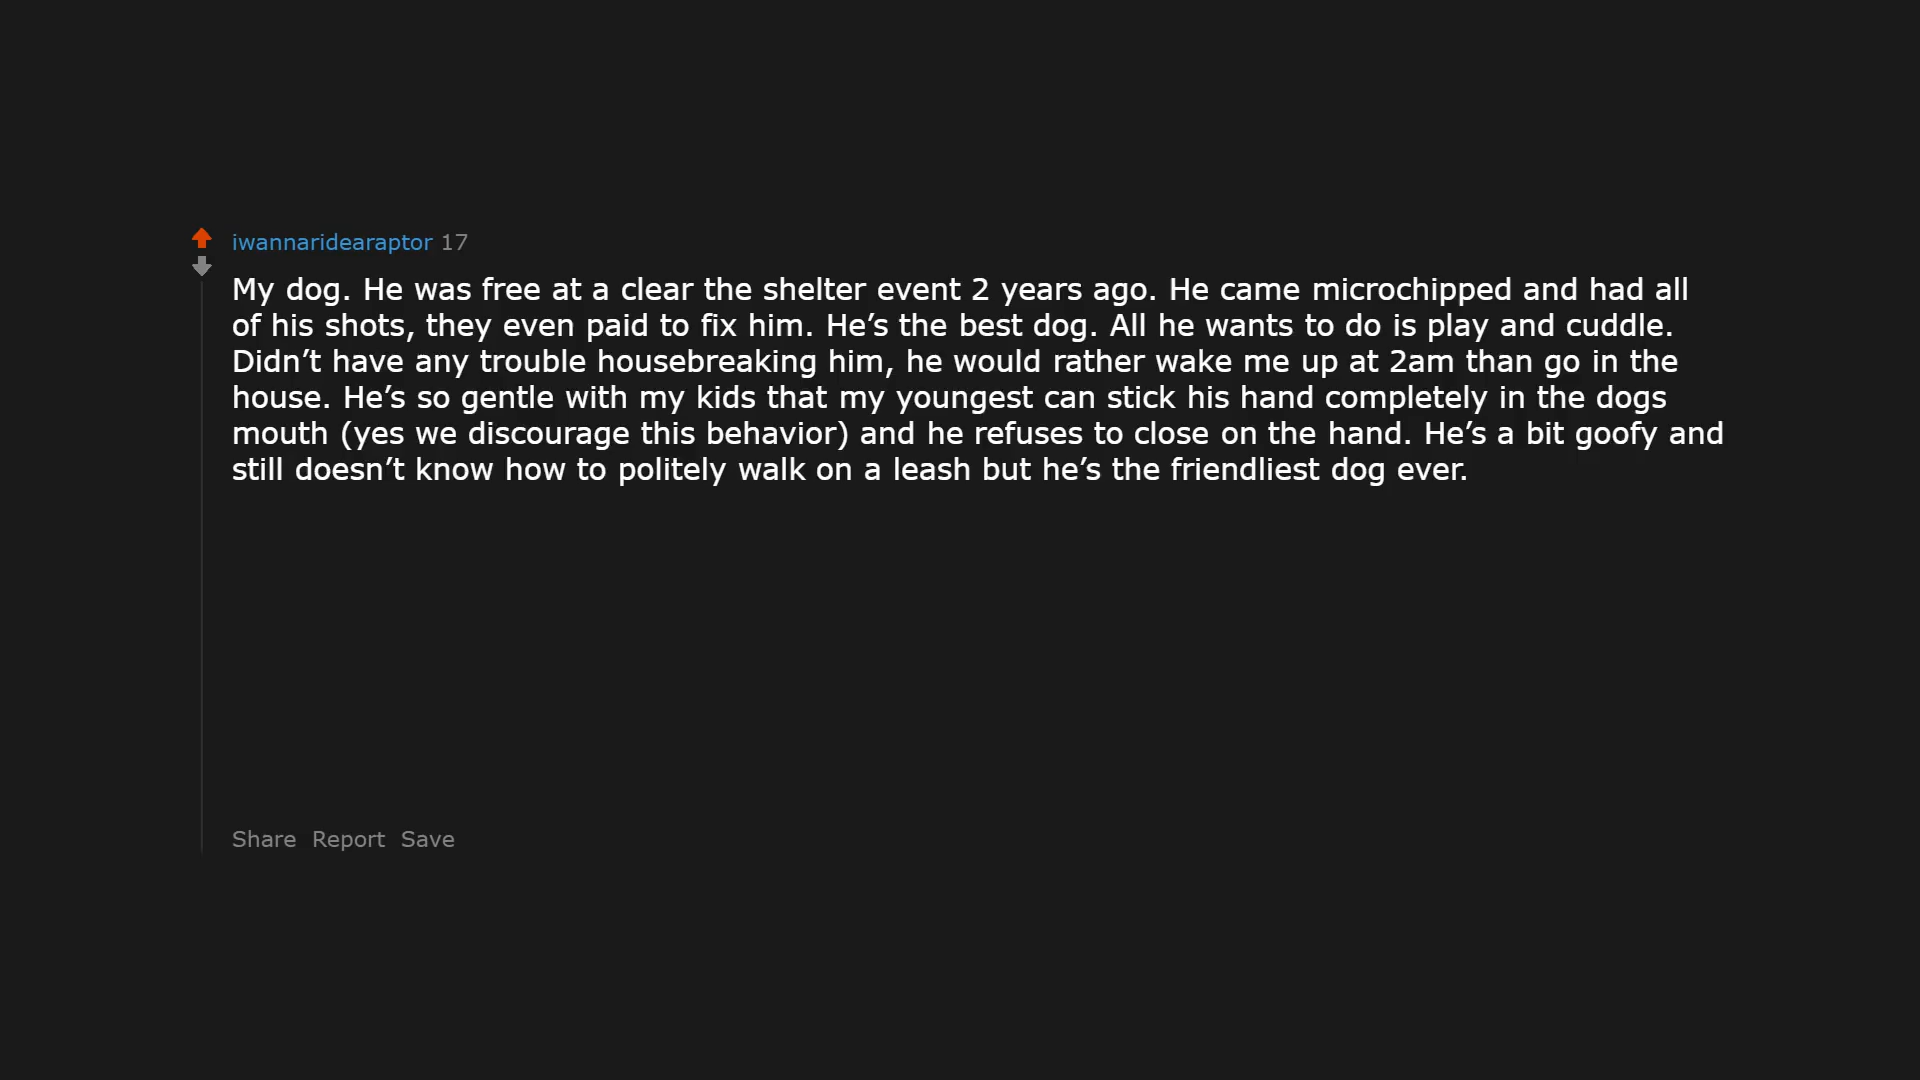 iwannaridearaptor 17
My dog. He was free at a clear the shelter event 2 years ago. He came microchipped and had all
of his shots, they even paid to fix him. He’s the best dog. All he wants to do is play and cuddle.
Didn’t have any trouble housebreaking him, he would rather wake me up at 2am than go in the
house. He’s so gentle with my kids that my youngest can stick his hand completely in the dogs
mouth (yes we discourage this behavior) and he refuses to close on the hand. He’s a bit goofy and
still doesn’t know how to politely walk on a leash but he’s the friendliest dog ever.
Share Report Save